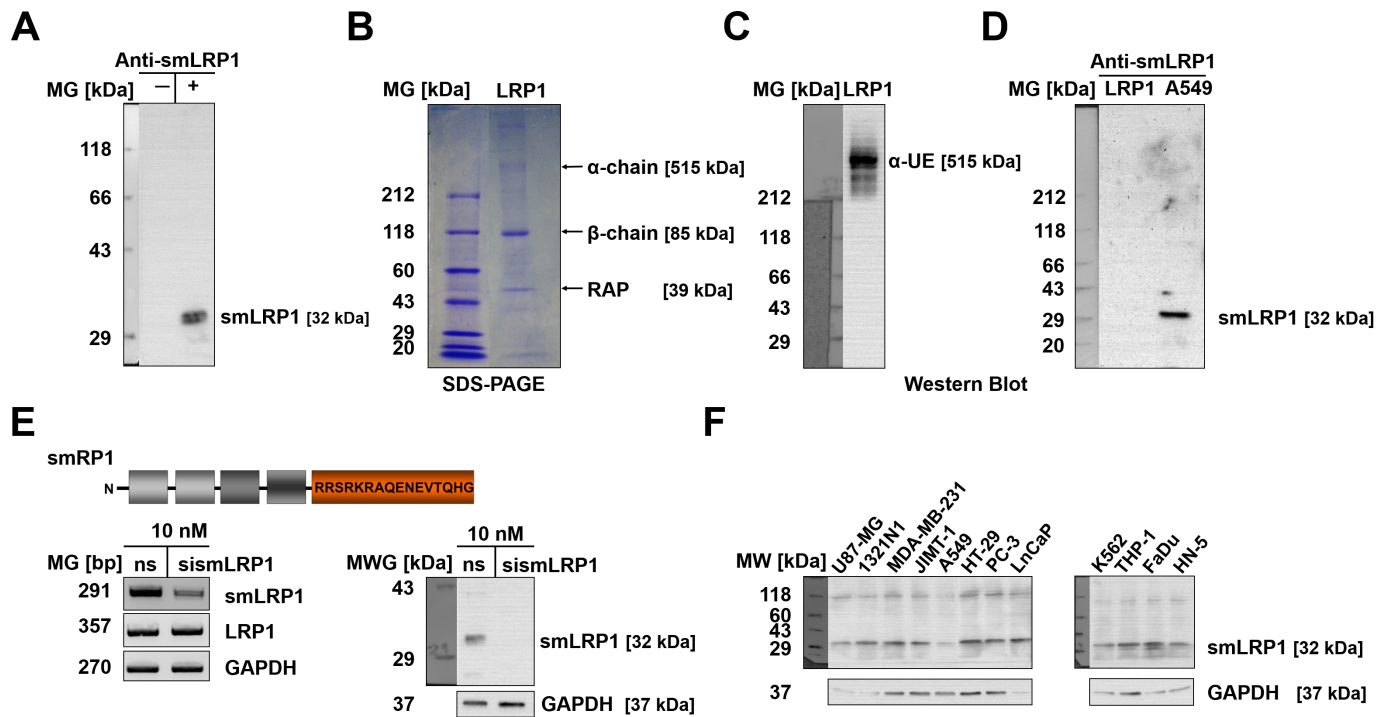 A
Anti-smLRP1
MG [kDa] – +
118
66
43
29
smLRP1 [32 kDa]
B
MG [kDa] LRP1
212
118
60
43
29
20
α-chain [515 kDa]
β-chain [85 kDa]
RAP [39 kDa]
SDS-PAGE
C
MG [kDa] LRP1
212
118
66
43
29
α-UE [515 kDa]
Western Blot
D
Anti-smLRP1
MG [kDa] LRP1 A549
212
118
66
43
29
20
smLRP1 [32 kDa]
E
smRP1
N RRSRKRAQENEVTQHG
10 nM
MG [bp] ns sismLRP1
291 smLRP1
357 LRP1
270 GAPDH
10 nM
MWG [kDa] ns sismLRP1
43
29
smLRP1 [32 kDa]
37 GAPDH [37 kDa]
F
MW [kDa] U87-MG 1321N1 MDA-MB-231 JIMT-1 A549 HT-29 PC-3 LnCaP K562 THP-1 FaDu HN-5
118
60
43
29
smLRP1 [32 kDa]
37 GAPDH [37 kDa]